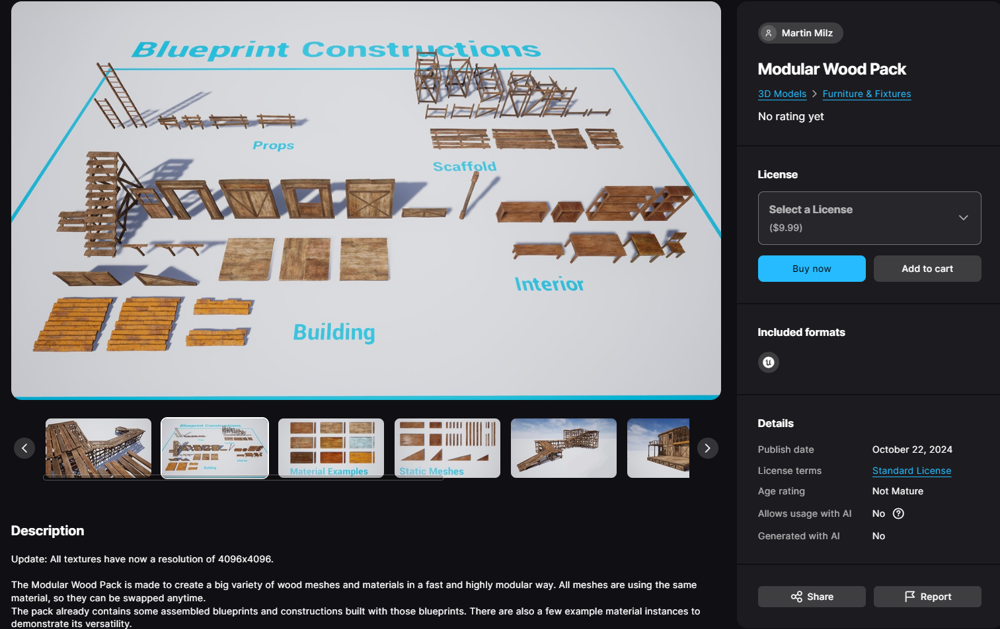 Blueprint Constructions
Props
Scaffold
Interior
Building
Blueprint Constructions
Props
Scaffold
Interior
Building
Material Examples
Static Meshes
Description
Update: All textures have now a resolution of 4096x4096.
The Modular Wood Pack is made to create a big variety of wood meshes and materials in a fast and highly modular way. All meshes are using the same
material, so they can be swapped anytime.
The pack already contains some assembled blueprints and constructions built with those blueprints. There are also a few example material instances to
demonstrate its versatility.
Martin Milz
Modular Wood Pack
3D Models > Furniture & Fixtures
No rating yet
License
Select a License
($9.99)
Buy now Add to cart
Included formats
Details
Publish date October 22, 2024
License terms Standard License
Age rating Not Mature
Allows usage with AI No ?
Generated with AI No
Share Report